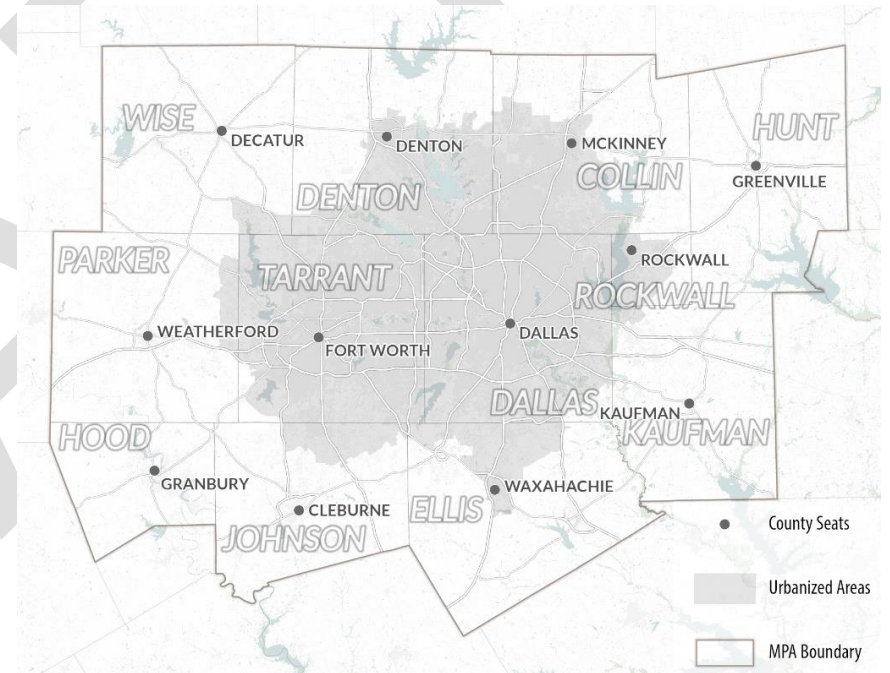 WISE
DECATUR
DENTON
MCKINNEY
HUNT
COLLIN
GREENVILLE
DENTON
PARKER
TARRANT
ROCKWALL
ROCKWALL
WEATHERFORD
FORT WORTH
DALLAS
DALLAS
KAUFMAN
KAUFMAN
HOOD
GRANBURY
WAXAHACHIE
CLEBURNE
ELLIS
JOHNSON
County Seats
Urbanized Areas
MPA Boundary